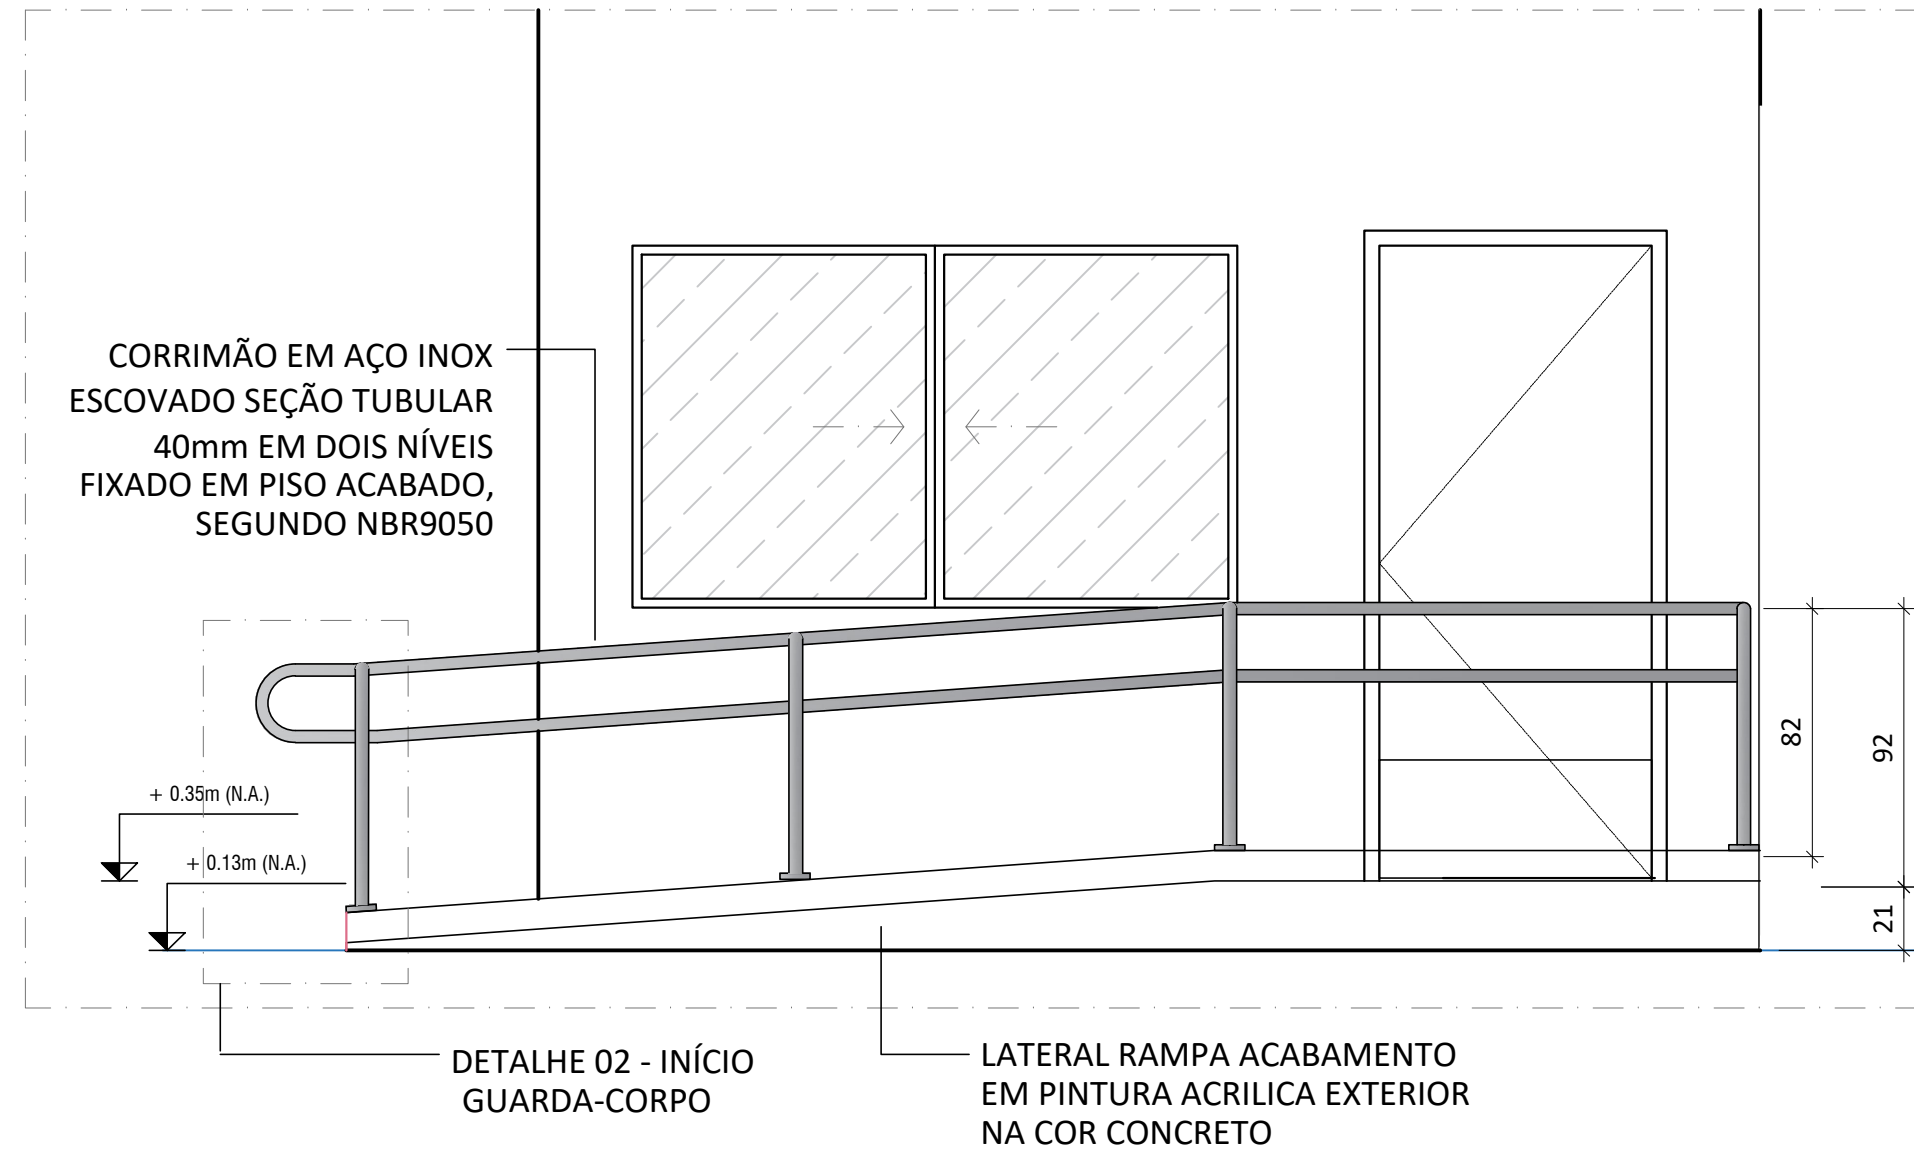 CORRIMÃO EM AÇO INOX
ESCOVADO SEÇÃO TUBULAR
40mm EM DOIS NÍVEIS
FIXADO EM PISO ACABADO,
SEGUNDO NBR9050
+ 0.35m (N.A.)
+ 0.13m (N.A.)
82
92
21
DETALHE 02 - INÍCIO
GUARDA-CORPO
LATERAL RAMPA ACABAMENTO
EM PINTURA ACRILICA EXTERIOR
NA COR CONCRETO